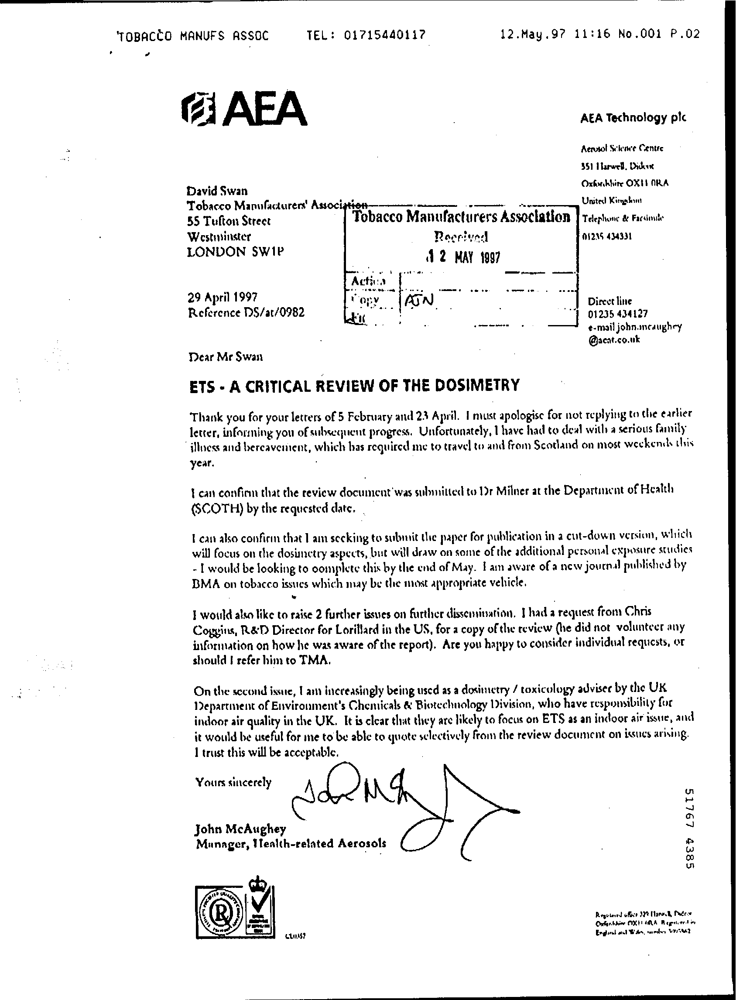 TOBACCO MANUFS ASSOC TEL: 01715440117 12.May.97 11:16 No.001 P.02
AEA
AEA Technology plc
Aerosol Science Centre
551 Harwell, Didcot
Oxfordshire OX11 0RA
United Kingdom
Telephone & Facsimile
01235 434331
David Swan
Tobacco Manufacturers' Association
55 Tufton Street
Westminster
LONDON SW1P
Tobacco Manufacturers Association
Received
12 MAY 1997
Action
Copy AJN
File
29 April 1997
Reference DS/at/0982
Direct line
01235 434127
e-mail john.mcaughey
@aeat.co.uk
Dear Mr Swan
ETS - A CRITICAL REVIEW OF THE DOSIMETRY
Thank you for your letters of 5 February and 23 April. I must apologise for not replying to the earlier
letter, informing you of subsequent progress. Unfortunately, I have had to deal with a serious family
illness and bereavement, which has required me to travel to and from Scotland on most weekends this
year.
I can confirm that the review document was submitted to Dr Milner at the Department of Health
(SCOTH) by the requested date.
I can also confirm that I am seeking to submit the paper for publication in a cut-down version, which
will focus on the dosimetry aspects, but will draw on some of the additional personal exposure studies
- I would be looking to oomplete this by the end of May. I am aware of a new journal published by
BMA on tobacco issues which may be the most appropriate vehicle.
I would also like to raise 2 further issues on further dissemination. I had a request from Chris
Coggins, R&D Director for Lorillard in the US, for a copy of the review (he did not volunteer any
information on how he was aware of the report). Are you happy to consider individual requests, or
should I refer him to TMA.
On the second issue, I am increasingly being used as a dosimetry / toxicology adviser by the UK
Department of Environment's Chemicals & Biotechnology Division, who have responsibility for
indoor air quality in the UK. It is clear that they are likely to focus on ETS as an indoor air issue, and
it would be useful for me to be able to quote selectively from the review document on issues arising.
I trust this will be acceptable.
Yours sincerely
John McAughey
Manager, Health-related Aerosols
51767 4385
Registered office 329 Harwell, Didcot
Oxfordshire OX11 0RA. Registered in
England and Wales, number